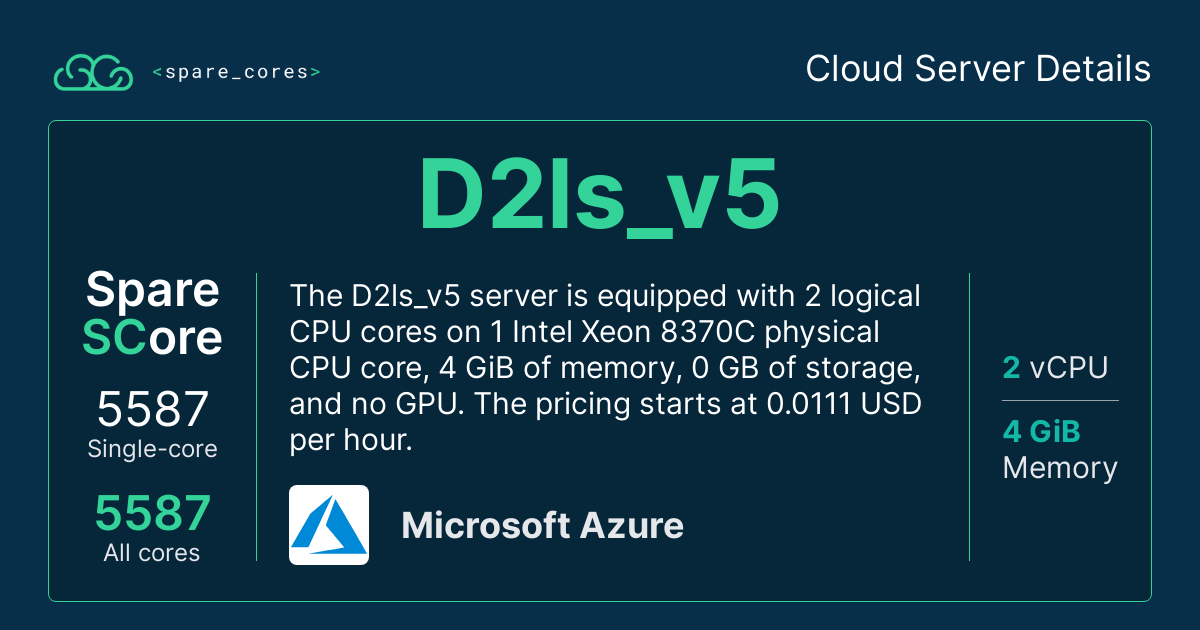 <spare_cores>
Cloud Server Details
D2ls_v5
Spare
SCore
5587
Single-core
5587
All cores
The D2ls_v5 server is equipped with 2 logical
CPU cores on 1 Intel Xeon 8370C physical
CPU core, 4 GiB of memory, 0 GB of storage,
and no GPU. The pricing starts at 0.0111 USD
per hour.
Microsoft Azure
2 vCPU
4 GiB
Memory